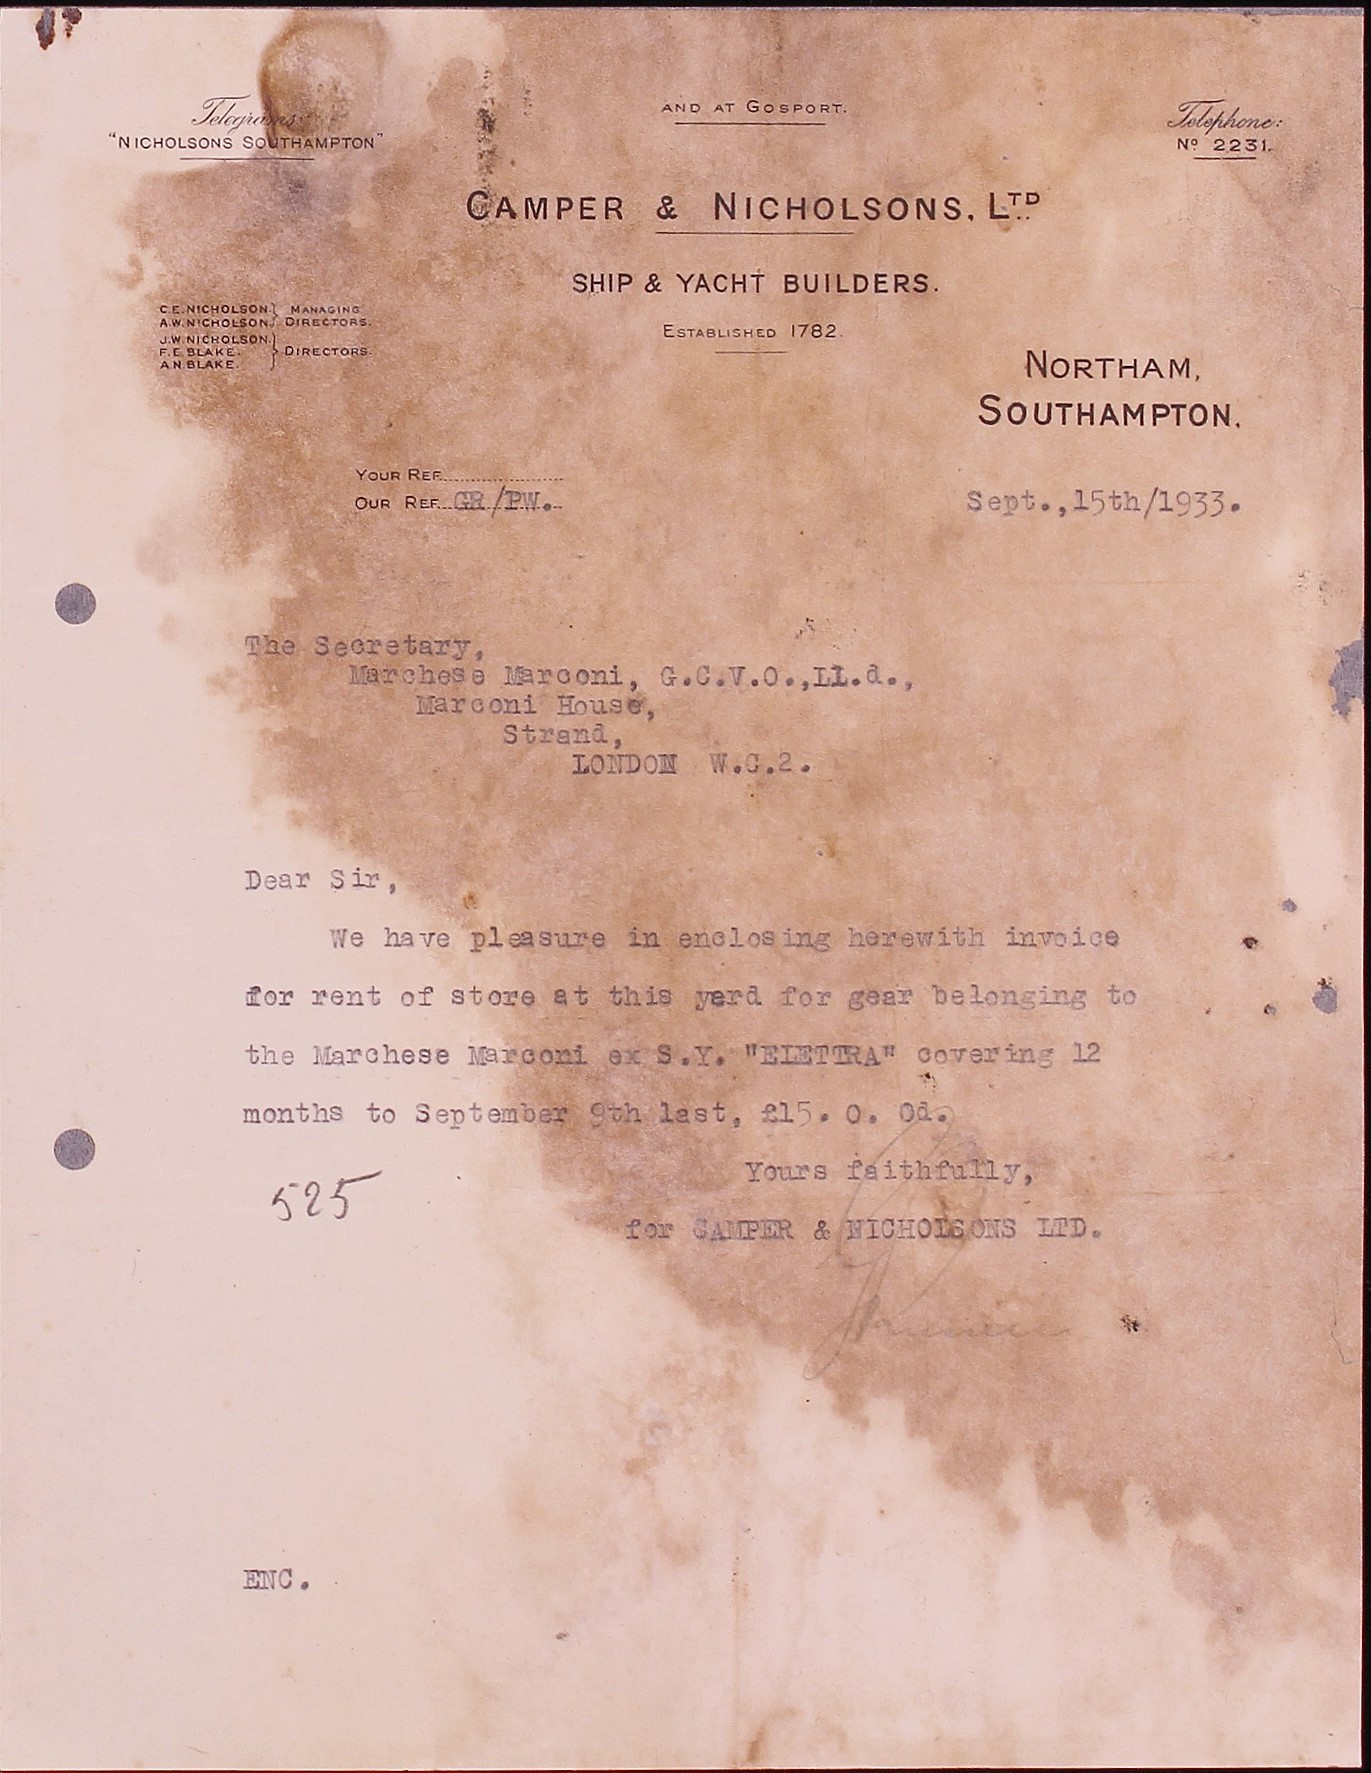 Telegrams:
"NICHOLSONS SOUTHAMPTON"
AND AT GOSPORT.
Telephone:
Nº 2231.
CAMPER & NICHOLSONS, LTD
SHIP & YACHT BUILDERS.
ESTABLISHED 1782.
C.E. NICHOLSON. } MANAGING
A.W. NICHOLSON. } DIRECTORS.
J.W. NICHOLSON. }
F.E. BLAKE. } DIRECTORS.
A.N. BLAKE. }
NORTHAM,
SOUTHAMPTON.
YOUR REF.
OUR REF. GR/PW.
Sept.,15th/1933.
The Secretary,
Marchese Marconi, G.C.V.O.,LL.d.,
Marconi House,
Strand,
LONDON W.C.2.
Dear Sir,
We have pleasure in enclosing herewith invoice
for rent of store at this yard for gear belonging to
the Marchese Marconi ex S.Y. "ELETTRA" covering 12
months to September 9th last, £15. 0. 0d.
Yours faithfully,
525
for CAMPER & NICHOLSONS LTD.
ENC.